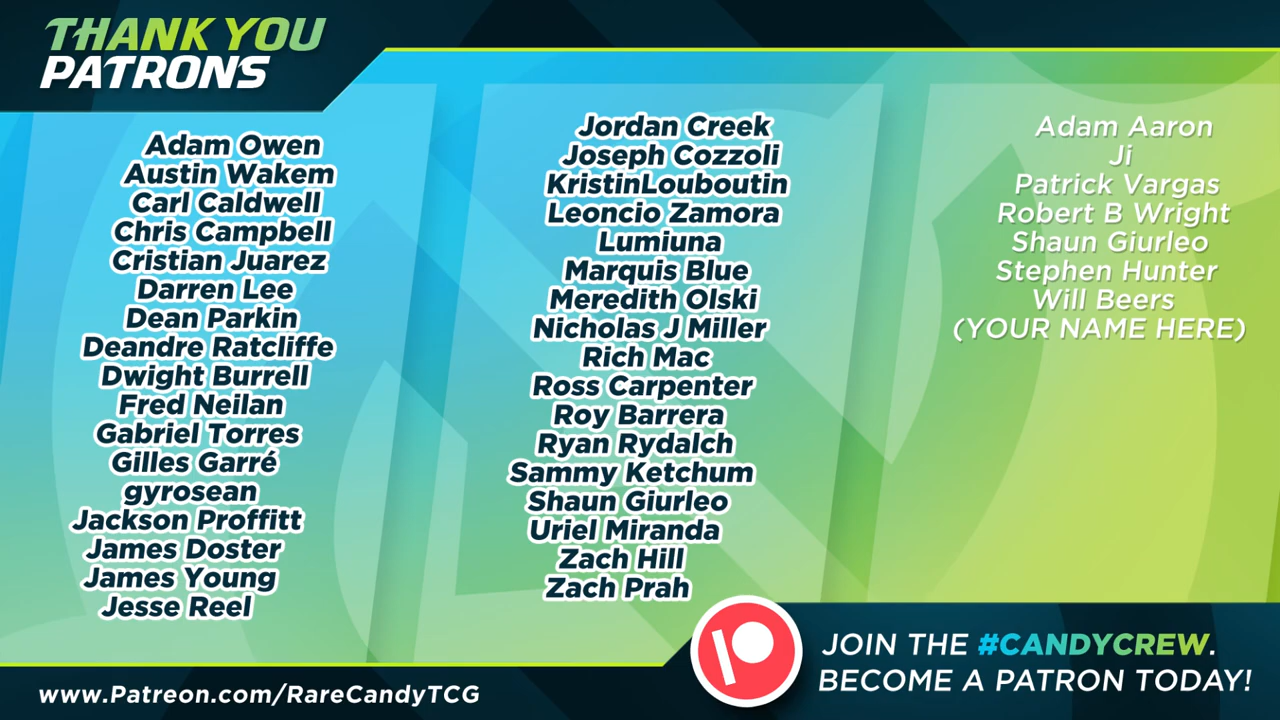 THANK YOU
PATRONS
Adam Owen
Austin Wakem
Carl Caldwell
Chris Campbell
Cristian Juarez
Darren Lee
Dean Parkin
Deandre Ratcliffe
Dwight Burrell
Fred Neilan
Gabriel Torres
Gilles Garré
gyrosean
Jackson Proffitt
James Doster
James Young
Jesse Reel
Jordan Creek
Joseph Cozzoli
KristinLouboutin
Leoncio Zamora
Lumiuna
Marquis Blue
Meredith Olski
Nicholas J Miller
Rich Mac
Ross Carpenter
Roy Barrera
Ryan Rydalch
Sammy Ketchum
Shaun Giurleo
Uriel Miranda
Zach Hill
Zach Prah
Adam Aaron
Ji
Patrick Vargas
Robert B Wright
Shaun Giurleo
Stephen Hunter
Will Beers
(YOUR NAME HERE)
www.Patreon.com/RareCandyTCG
JOIN THE #CANDYCREW.
BECOME A PATRON TODAY!